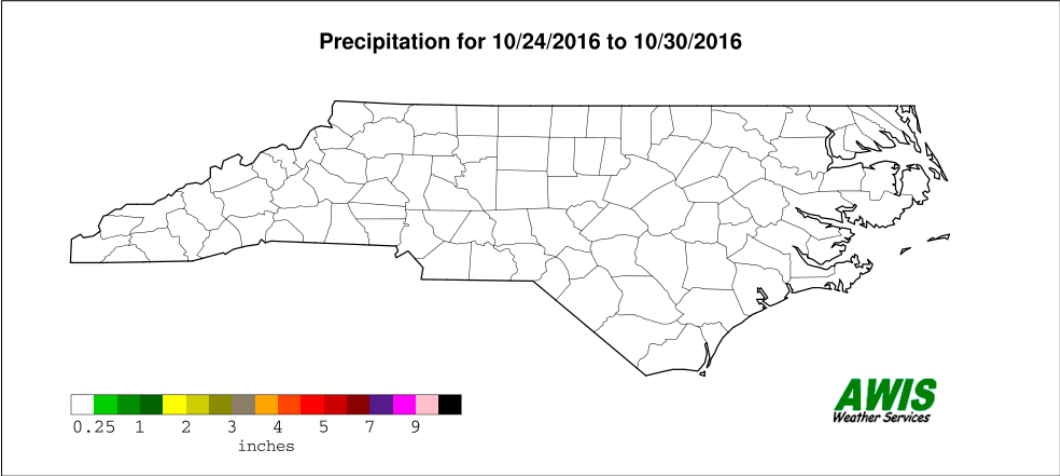 Precipitation for 10/24/2016 to 10/30/2016
0.25 1 2 3 4 5 7 9
inches
AWIS
Weather Services